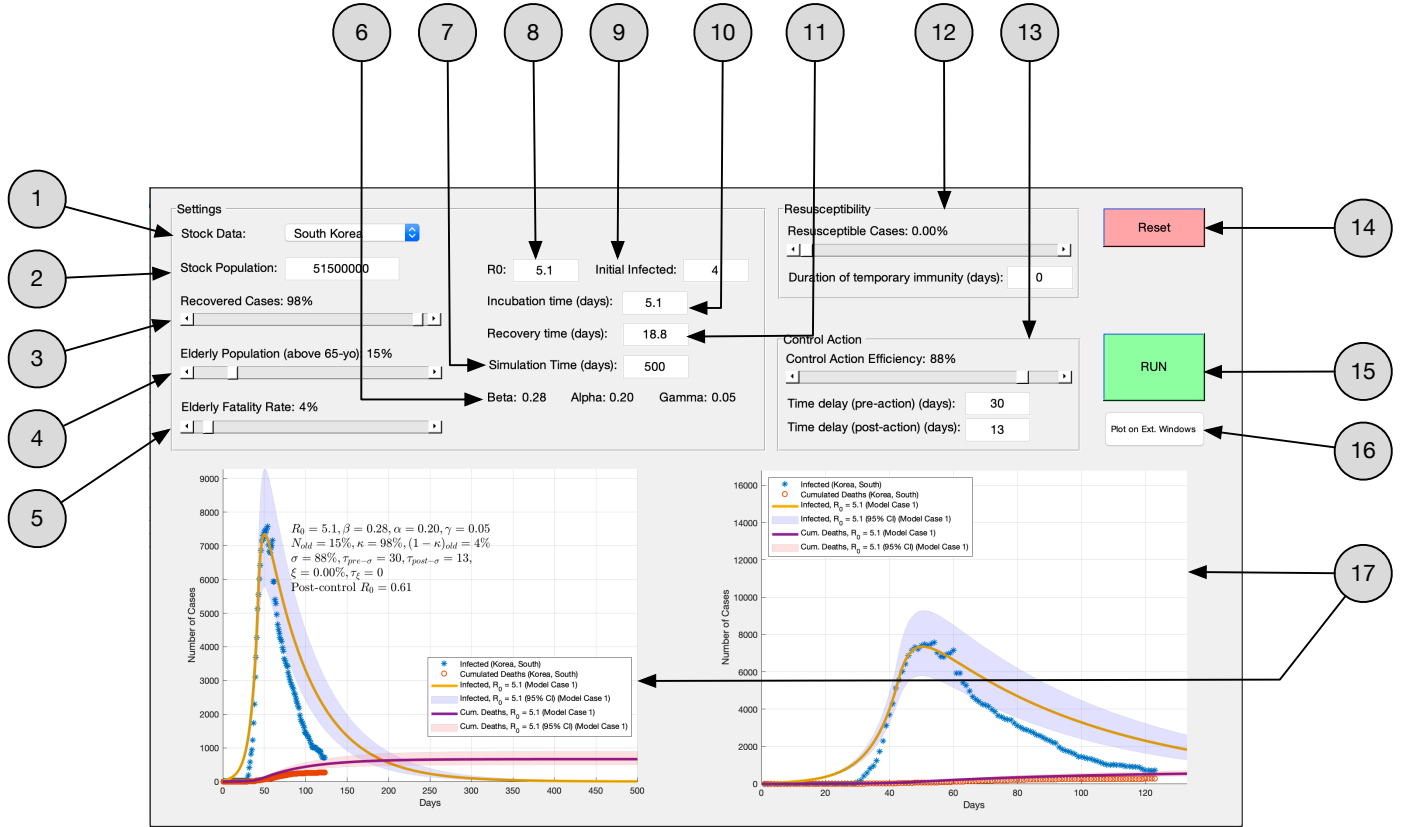 6 7 8 9 10 11 12 13
1
2
3
4
5
14
15
16
17
Settings
Stock Data: South Korea
Stock Population: 51500000
Recovered Cases: 98%
Elderly Population (above 65-yo): 15%
Elderly Fatality Rate: 4%
R0: 5.1 Initial Infected: 4
Incubation time (days): 5.1
Recovery time (days): 18.8
Simulation Time (days): 500
Beta: 0.28 Alpha: 0.20 Gamma: 0.05
Resusceptibility
Resusceptible Cases: 0.00%
Duration of temporary immunity (days): 0
Control Action
Control Action Efficiency: 88%
Time delay (pre-action) (days): 30
Time delay (post-action) (days): 13
Reset
RUN
Plot on Ext. Windows
Number of Cases
9000
8000
7000
6000
5000
4000
3000
2000
1000
0
R₀ = 5.1, β = 0.28, α = 0.20, γ = 0.05
N_old = 15%, κ = 98%, (1 − κ)_old = 4%
σ = 88%, τ_pre−σ = 30, τ_post−σ = 13,
ξ = 0.00%, τ_ξ = 0
Post-control R₀ = 0.61
Infected (Korea, South)
Cumulated Deaths (Korea, South)
Infected, R₀ = 5.1 (Model Case 1)
Infected, R₀ = 5.1 (95% CI) (Model Case 1)
Cum. Deaths, R₀ = 5.1 (Model Case 1)
Cum. Deaths, R₀ = 5.1 (95% CI) (Model Case 1)
0 50 100 150 200 250 300 350 400 450 500
Days
Number of Cases
16000
14000
12000
10000
8000
6000
4000
2000
0
Infected (Korea, South)
Cumulated Deaths (Korea, South)
Infected, R₀ = 5.1 (Model Case 1)
Infected, R₀ = 5.1 (95% CI) (Model Case 1)
Cum. Deaths, R₀ = 5.1 (Model Case 1)
Cum. Deaths, R₀ = 5.1 (95% CI) (Model Case 1)
0 20 40 60 80 100 120
Days